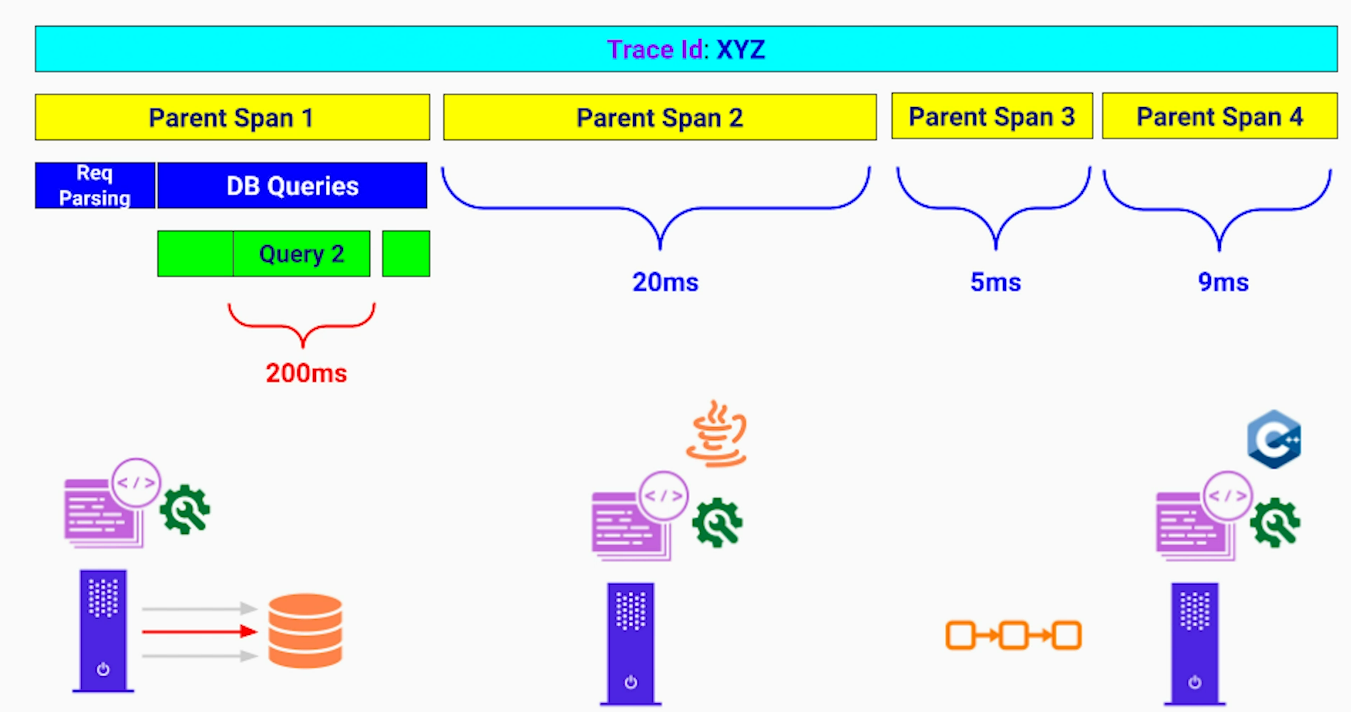 Trace Id: XYZ
Parent Span 1
Parent Span 2
Parent Span 3
Parent Span 4
Req
Parsing
DB Queries
Query 2
20ms
5ms
9ms
200ms
</>
</>
C++
</>